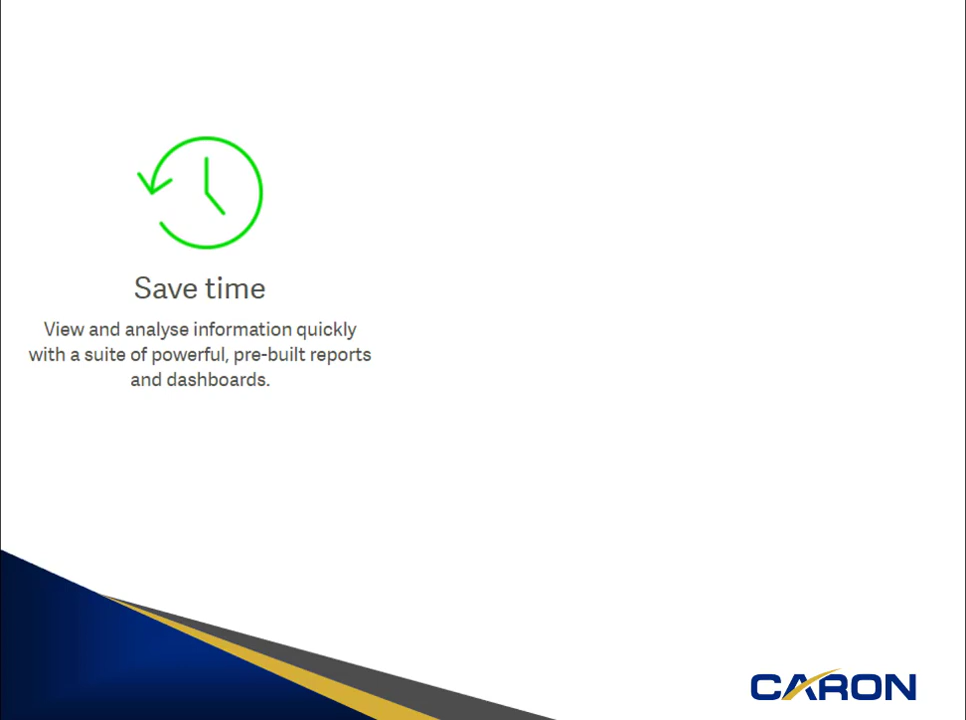 Save time
View and analyse information quickly
with a suite of powerful, pre-built reports
and dashboards.
CARON